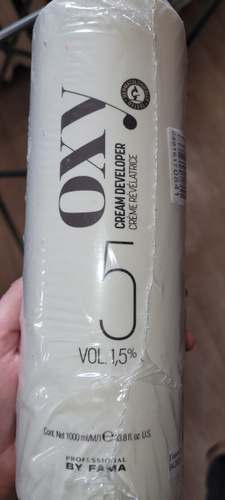 OXY
CREAM DEVELOPER
CRÈME RÉVÉLATRICE
5
VOL. 1,5%
Cont. Net 1000 ml/M/l ℮ 33.8 fl. oz. U.S.
PROFESSIONAL
BY FAMA